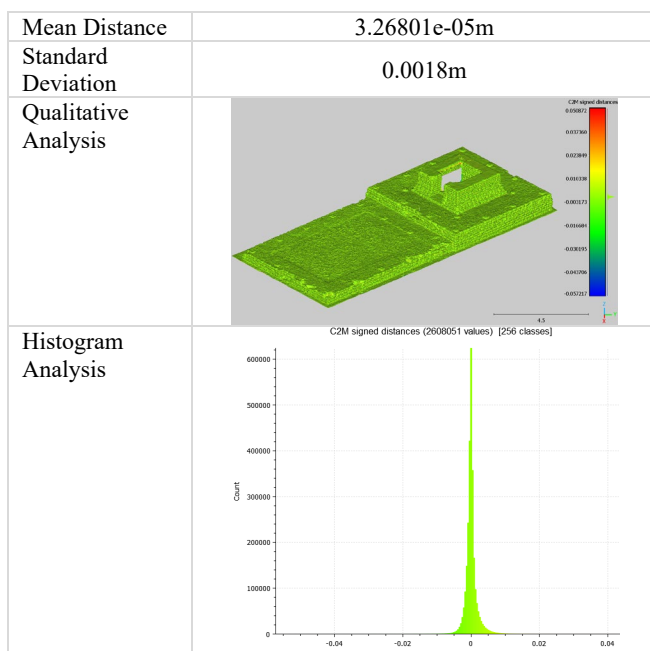 Mean Distance 3.26801e-05m
Standard
Deviation
0.0018m
Qualitative
Analysis
C2M signed distances
0.050872
0.037360
0.023849
0.010338
-0.003173
-0.016684
-0.030195
-0.043706
-0.057217
4.5
Z
Y
X
Histogram
Analysis
C2M signed distances (2608051 values) [256 classes]
600000
500000
400000
300000
200000
100000
0
Count
-0.04 -0.02 0 0.02 0.04